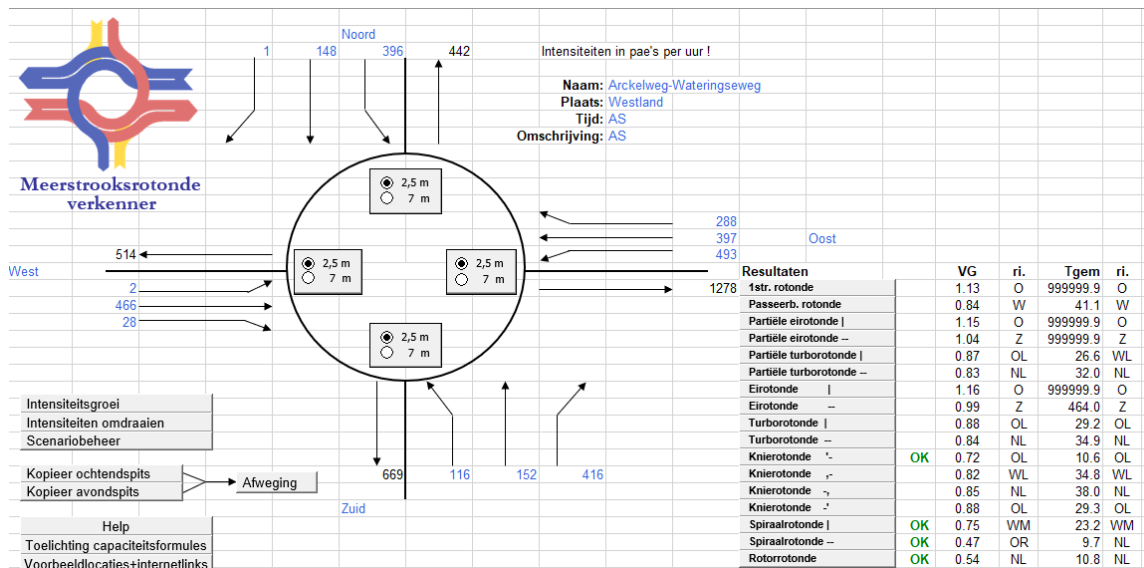 Noord
1 148 396 442 Intensiteiten in pae's per uur !
Naam: Arckelweg-Wateringseweg
Plaats: Westland
Tijd: AS
Omschrijving: AS
Meerstrooksrotonde
verkenner
2,5 m
7 m
288
397 Oost
493
514
West
2,5 m
7 m
2,5 m
7 m
2
466
28
1278
2,5 m
7 m
Resultaten VG ri. Tgem ri.
1str. rotonde 1.13 O 999999.9 O
Passeerb. rotonde 0.84 W 41.1 W
Partiële eirotonde | 1.15 O 999999.9 O
Partiële eirotonde -- 1.04 Z 999999.9 Z
Partiële turborotonde | 0.87 OL 26.6 WL
Partiële turborotonde -- 0.83 NL 32.0 NL
Eirotonde | 1.16 O 999999.9 O
Eirotonde -- 0.99 Z 464.0 Z
Turborotonde | 0.88 OL 29.2 OL
Turborotonde -- 0.84 NL 34.9 NL
Knierotonde '- OK 0.72 OL 10.6 OL
Knierotonde ,- 0.82 WL 34.8 WL
Knierotonde -, 0.85 NL 38.0 NL
Knierotonde -' 0.88 OL 29.3 OL
Spiraalrotonde | OK 0.75 WM 23.2 WM
Spiraalrotonde -- OK 0.47 OR 9.7 NL
Rotorrotonde OK 0.54 NL 10.8 NL
Intensiteitsgroei
Intensiteiten omdraaien
Scenariobeheer
Kopieer ochtendspits
Kopieer avondspits
Afweging
669 116 152 416
Zuid
Help
Toelichting capaciteitsformules
Voorbeeldlocaties+internetlinks